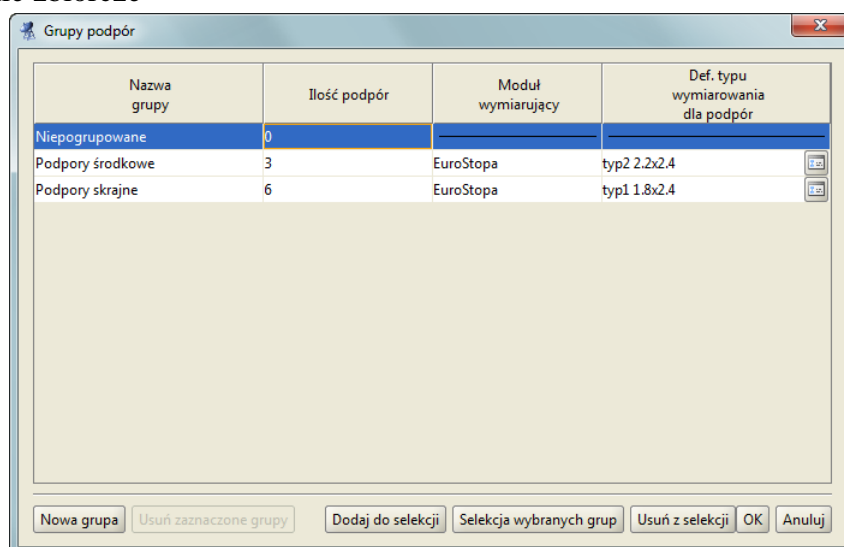 Grupy podpór
Nazwa
grupy
Ilość podpór
Moduł
wymiarujący
Def. typu
wymiarowania
dla podpór
Niepogrupowane 0
Podpory środkowe 3 EuroStopa typ2 2.2x2.4
Podpory skrajne 6 EuroStopa typ1 1.8x2.4
Nowa grupa Usuń zaznaczone grupy Dodaj do selekcji Selekcja wybranych grup Usuń z selekcji OK Anuluj